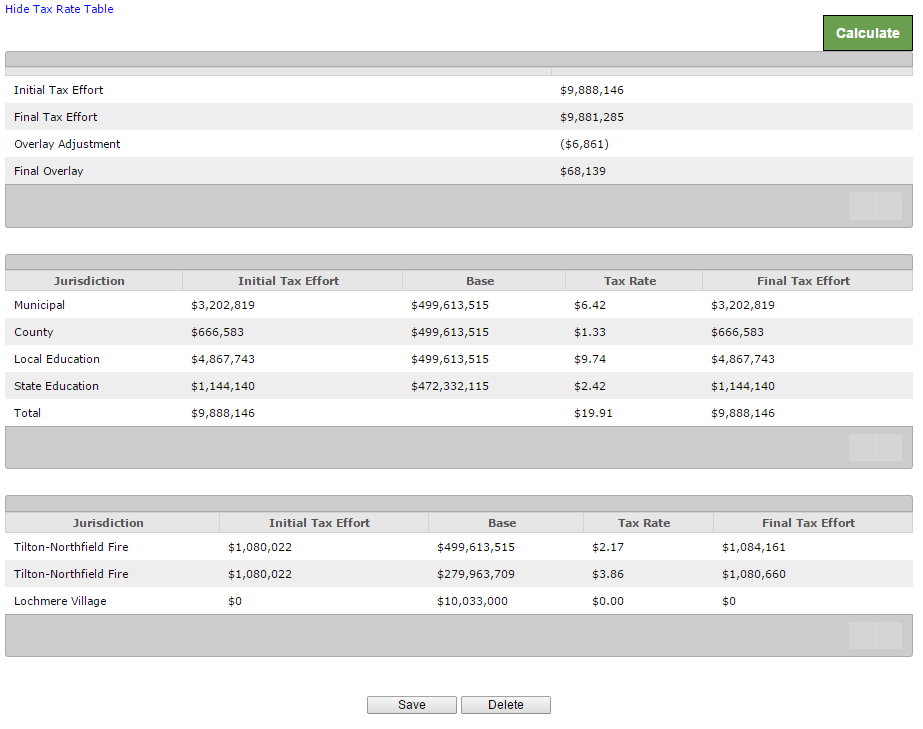 Hide Tax Rate Table
Calculate
Initial Tax Effort $9,888,146
Final Tax Effort $9,881,285
Overlay Adjustment ($6,861)
Final Overlay $68,139
Jurisdiction Initial Tax Effort Base Tax Rate Final Tax Effort
Municipal $3,202,819 $499,613,515 $6.42 $3,202,819
County $666,583 $499,613,515 $1.33 $666,583
Local Education $4,867,743 $499,613,515 $9.74 $4,867,743
State Education $1,144,140 $472,332,115 $2.42 $1,144,140
Total $9,888,146 $19.91 $9,888,146
Jurisdiction Initial Tax Effort Base Tax Rate Final Tax Effort
Tilton-Northfield Fire $1,080,022 $499,613,515 $2.17 $1,084,161
Tilton-Northfield Fire $1,080,022 $279,963,709 $3.86 $1,080,660
Lochmere Village $0 $10,033,000 $0.00 $0
Save Delete